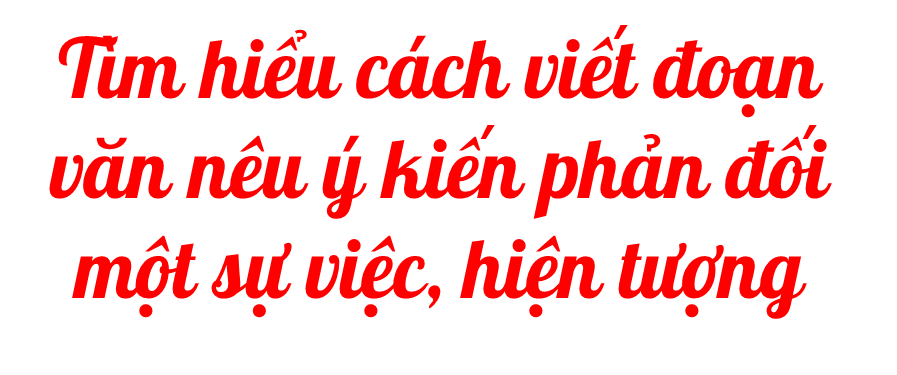 Tìm hiểu cách viết đoạn
văn nêu ý kiến phản đối
một sự việc, hiện tượng